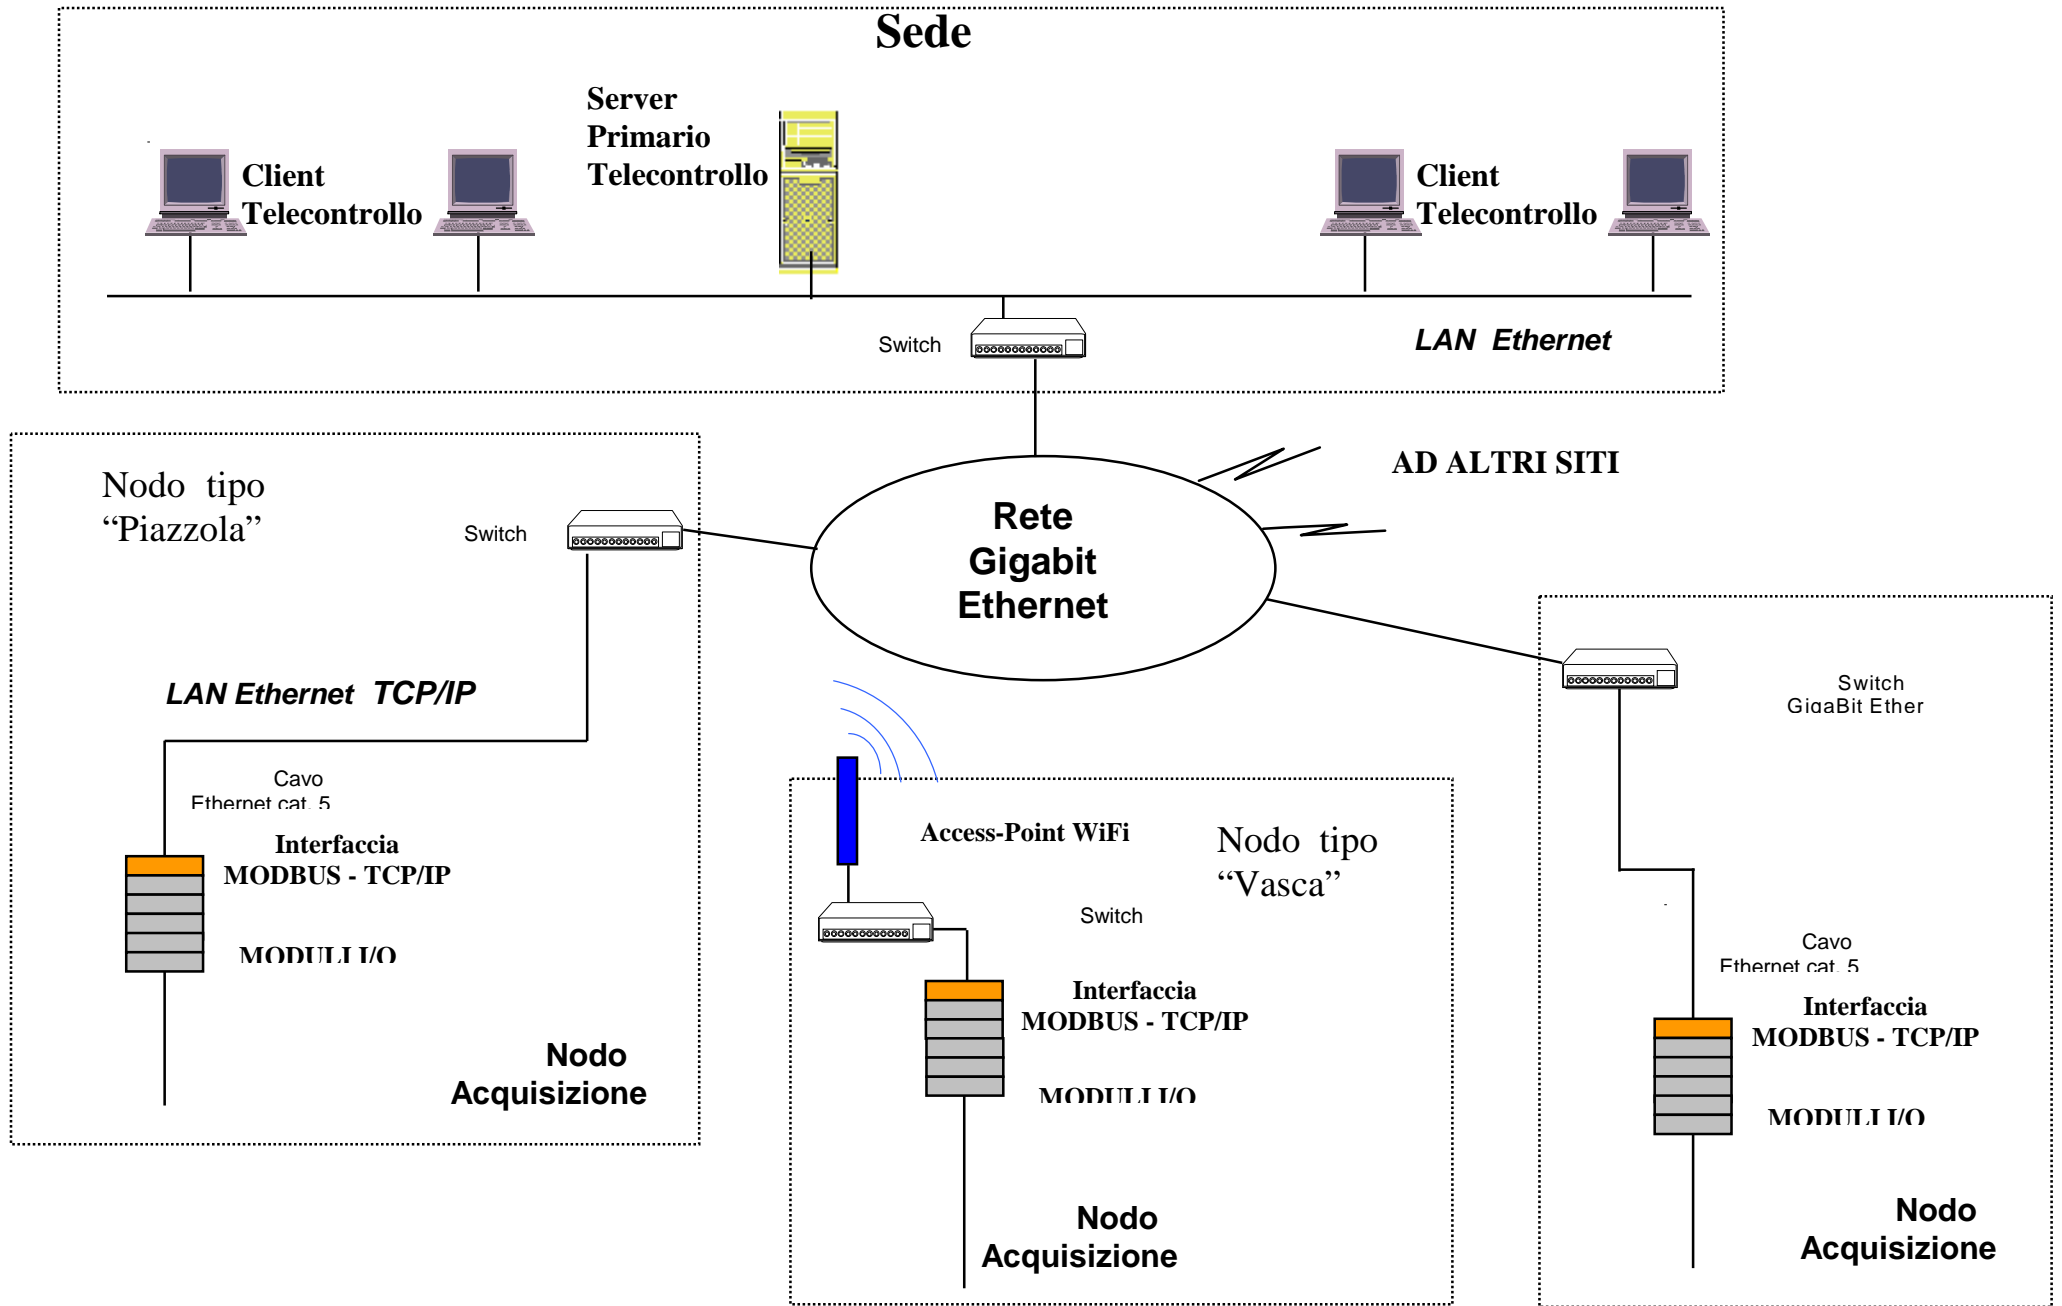 Sede
Server
Primario
Telecontrollo
Client
Telecontrollo
Client
Telecontrollo
Switch
LAN Ethernet
AD ALTRI SITI
Nodo tipo
“Piazzola”
Switch
Rete
Gigabit
Ethernet
LAN Ethernet TCP/IP
Switch
GigaBit Ether
Cavo
Ethernet cat. 5
Interfaccia
MODBUS - TCP/IP
MODULI I/O
Nodo
Acquisizione
Access-Point WiFi
Nodo tipo
“Vasca”
Switch
Interfaccia
MODBUS - TCP/IP
MODULI I/O
Nodo
Acquisizione
Cavo
Ethernet cat. 5
Interfaccia
MODBUS - TCP/IP
MODULI I/O
Nodo
Acquisizione